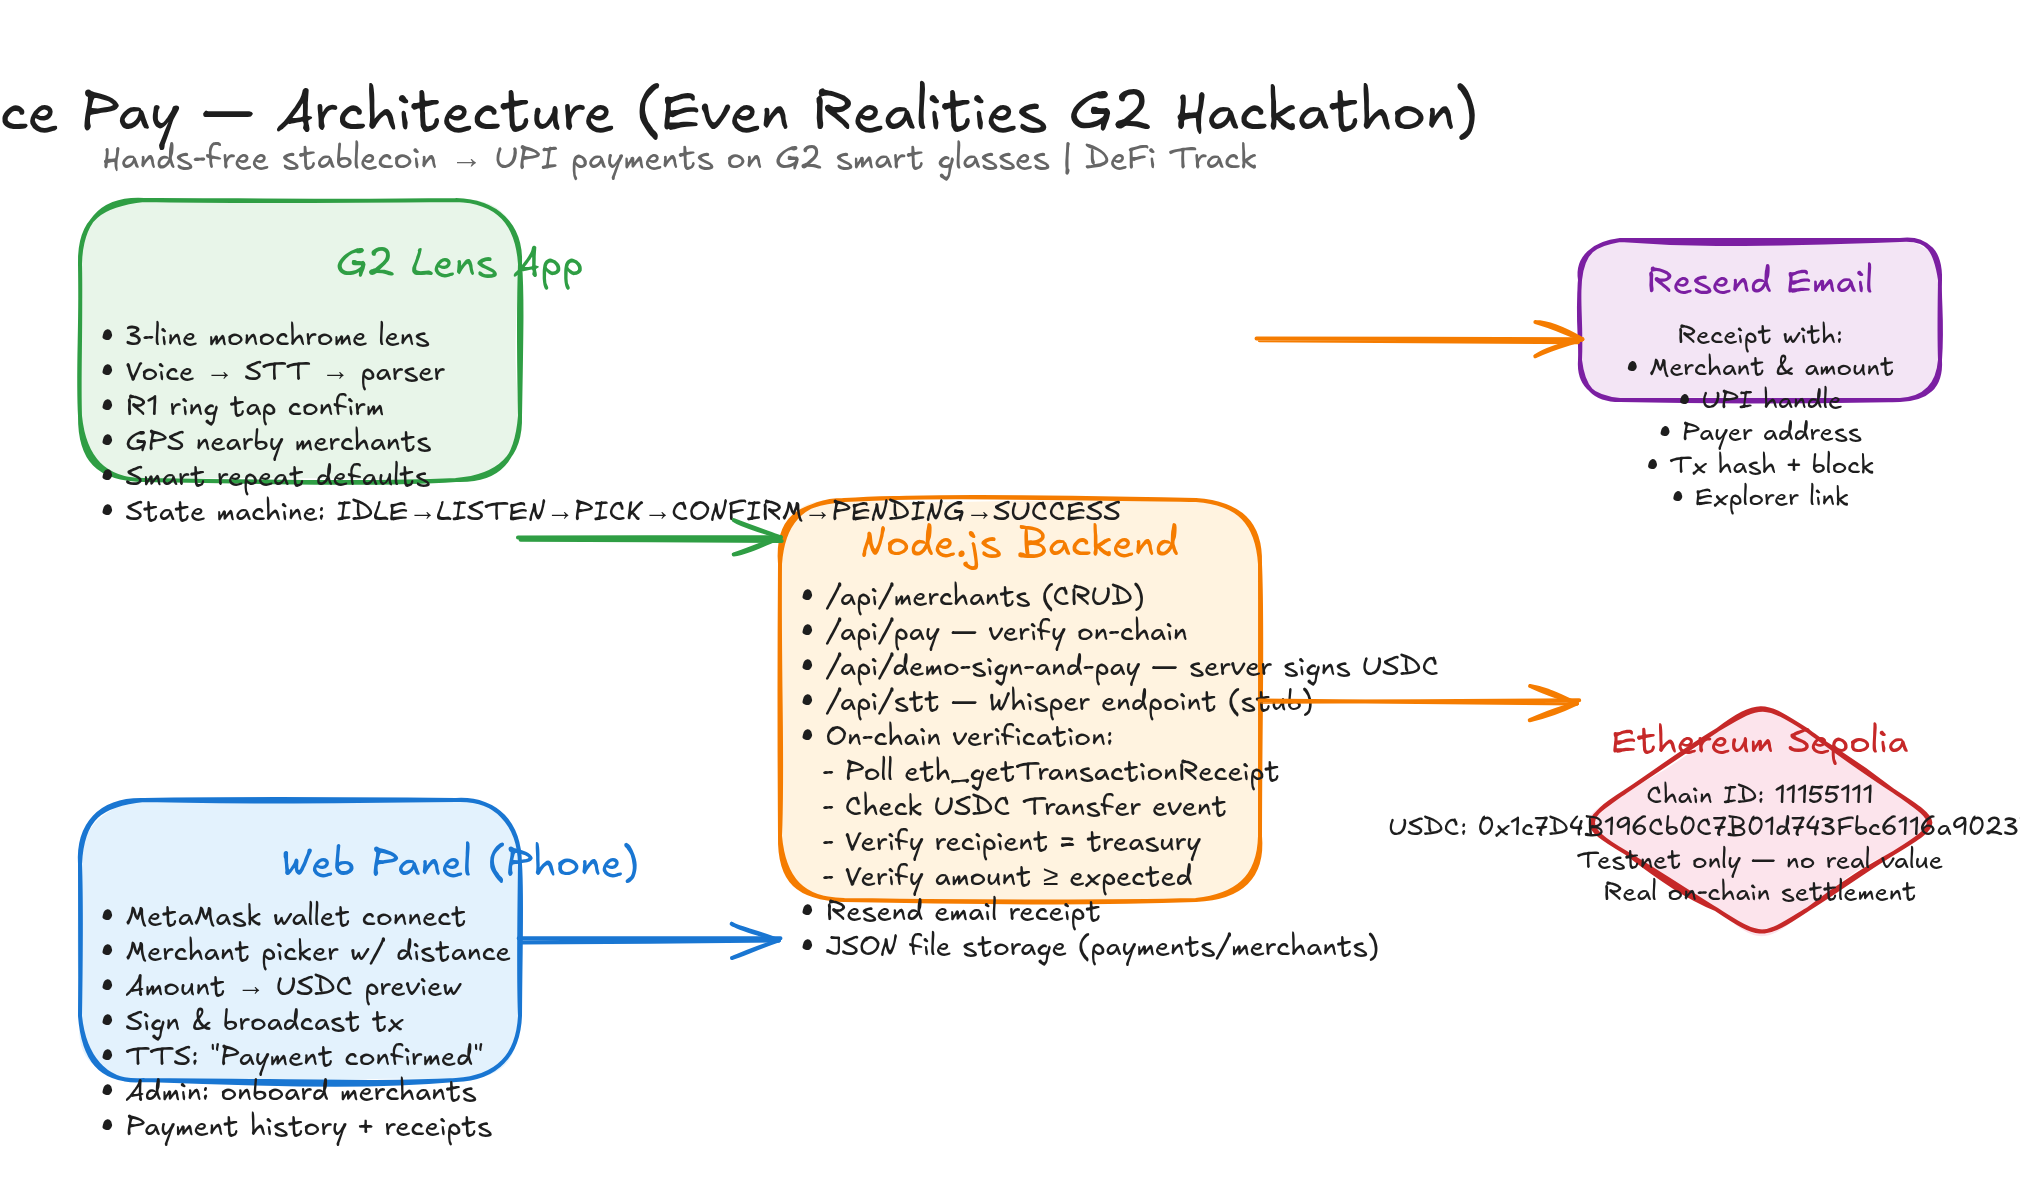 ce Pay — Architecture (Even Realities G2 Hackathon)
Hands-free stablecoin → UPI payments on G2 smart glasses | DeFi Track
G2 Lens App
• 3-line monochrome lens
• Voice → STT → parser
• R1 ring tap confirm
• GPS nearby merchants
• Smart repeat defaults
• State machine: IDLE→LISTEN→PICK→CONFIRM→PENDING→SUCCESS
Web Panel (Phone)
• MetaMask wallet connect
• Merchant picker w/ distance
• Amount → USDC preview
• Sign & broadcast tx
• TTS: "Payment confirmed"
• Admin: onboard merchants
• Payment history + receipts
Node.js Backend
• /api/merchants (CRUD)
• /api/pay — verify on-chain
• /api/demo-sign-and-pay — server signs USDC
• /api/stt — Whisper endpoint (stub)
• On-chain verification:
- Poll eth_getTransactionReceipt
- Check USDC Transfer event
- Verify recipient = treasury
- Verify amount ≥ expected
• Resend email receipt
• JSON file storage (payments/merchants)
Resend Email
Receipt with:
• Merchant & amount
• UPI handle
• Payer address
• Tx hash + block
• Explorer link
Ethereum Sepolia
Chain ID: 11155111
USDC: 0x1c7D4B196Cb0C7B01d743Fbc6116a9023
Testnet only — no real value
Real on-chain settlement